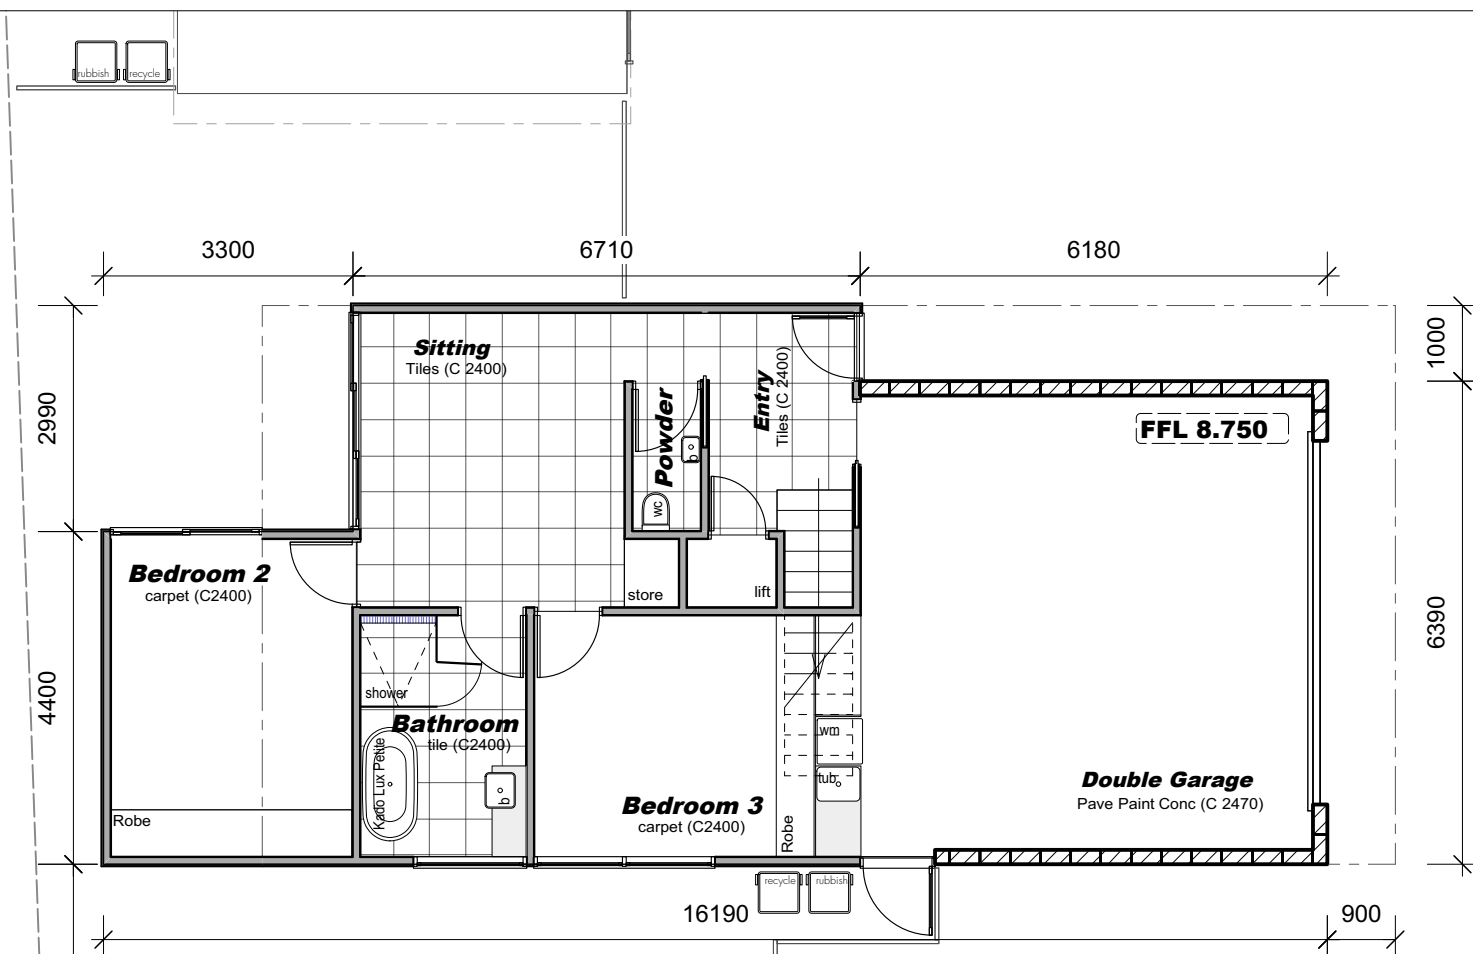 rubbish
recycle
3300
6710
6180
1000
2990
Sitting
Tiles (C 2400)
Entry
Tiles (C 2400)
Powder
b
wc
FFL 8.750
Bedroom 2
carpet (C2400)
store
lift
6390
4400
shower
Bathroom
tile (C2400)
Kado Lux Petite
b
wm
tub
Bedroom 3
carpet (C2400)
Robe
Robe
Double Garage
Pave Paint Conc (C 2470)
recycle
rubbish
16190
900